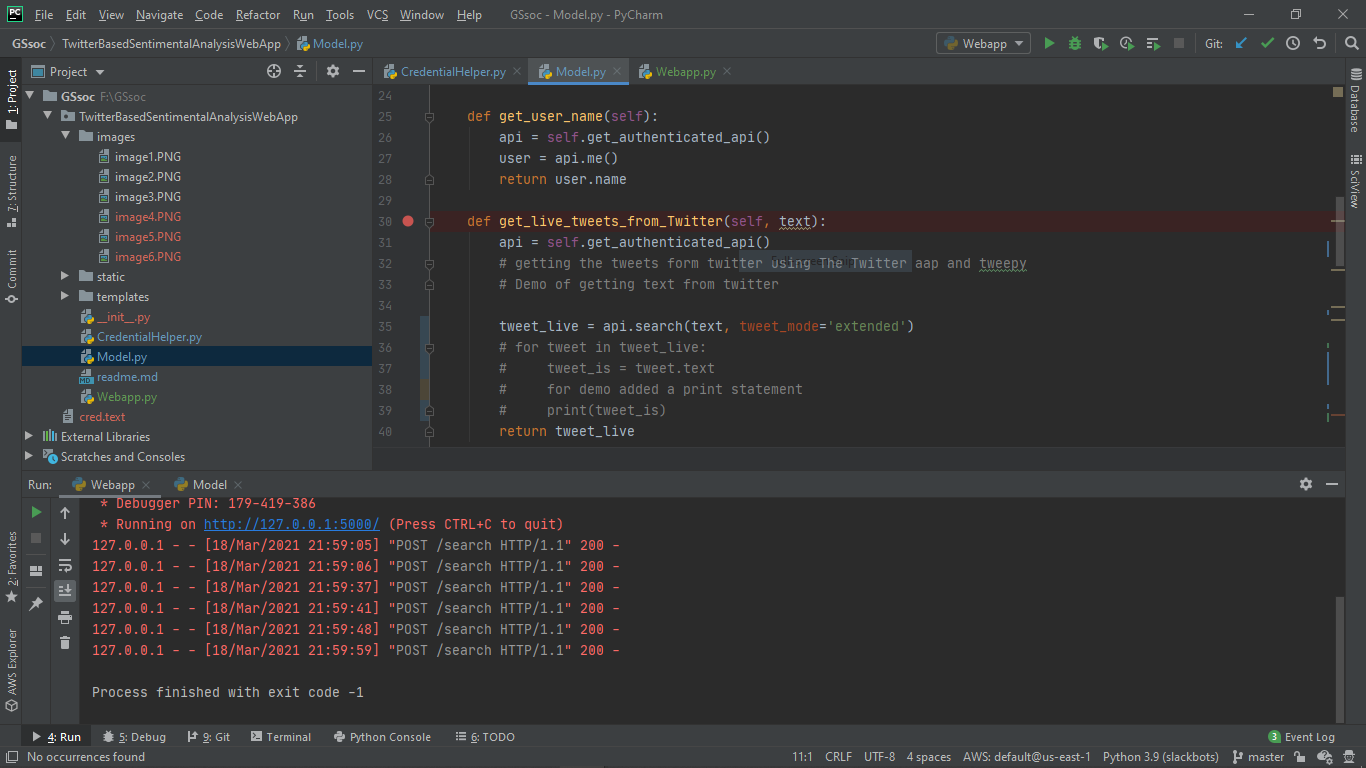 PC File Edit View Navigate Code Refactor Run Tools VCS Window Help GSsoc - Model.py - PyCharm
GSsoc TwitterBasedSentimentalAnalysisWebApp Model.py Webapp Git:
Project CredentialHelper.py Model.py Webapp.py
1: Project
7: Structure
Commit
2: Favorites
AWS Explorer
GSsoc F:\GSsoc
TwitterBasedSentimentalAnalysisWebApp
images
image1.PNG
image2.PNG
image3.PNG
image4.PNG
image5.PNG
image6.PNG
static
templates
__init__.py
CredentialHelper.py
Model.py
readme.md
Webapp.py
cred.text
External Libraries
Scratches and Consoles
24
25 def get_user_name(self):
26 api = self.get_authenticated_api()
27 user = api.me()
28 return user.name
29
30 def get_live_tweets_from_Twitter(self, text):
31 api = self.get_authenticated_api()
32 # getting the tweets form twitter using The Twitter aap and tweepy
33 # Demo of getting text from twitter
34
35 tweet_live = api.search(text, tweet_mode='extended')
36 # for tweet in tweet_live:
37 #     tweet_is = tweet.text
38 #     for demo added a print statement
39 #     print(tweet_is)
40 return tweet_live
Database
SciView
Run: Webapp Model
* Debugger PIN: 179-419-386
* Running on http://127.0.0.1:5000/ (Press CTRL+C to quit)
127.0.0.1 - - [18/Mar/2021 21:59:05] "POST /search HTTP/1.1" 200 -
127.0.0.1 - - [18/Mar/2021 21:59:06] "POST /search HTTP/1.1" 200 -
127.0.0.1 - - [18/Mar/2021 21:59:37] "POST /search HTTP/1.1" 200 -
127.0.0.1 - - [18/Mar/2021 21:59:41] "POST /search HTTP/1.1" 200 -
127.0.0.1 - - [18/Mar/2021 21:59:48] "POST /search HTTP/1.1" 200 -
127.0.0.1 - - [18/Mar/2021 21:59:59] "POST /search HTTP/1.1" 200 -
Process finished with exit code -1
4: Run 5: Debug 9: Git Terminal Python Console 6: TODO 3 Event Log
No occurrences found 11:1 CRLF UTF-8 4 spaces AWS: default@us-east-1 Python 3.9 (slackbots) master